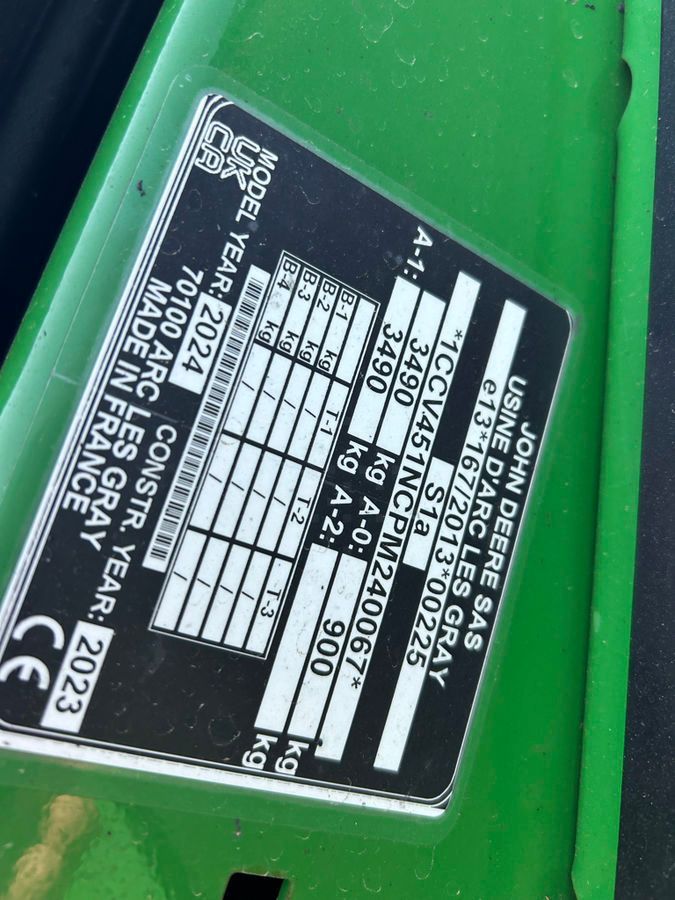 JOHN DEERE SAS
USINE D'ARC LES GRAY
e13*167/2013*00225
S1a
*1CCV451NCPM240067*
3490 kg A-0: 900 kg
A-1: 3490 kg A-2: kg
T-1 T-2 T-3
B-1 kg / / /
B-2 kg / / /
B-3 kg / / /
B-4 kg / / /
MODEL YEAR: 2024 CONSTR. YEAR: 2023
70100 ARC LES GRAY
MADE IN FRANCE
UK
CA
CE